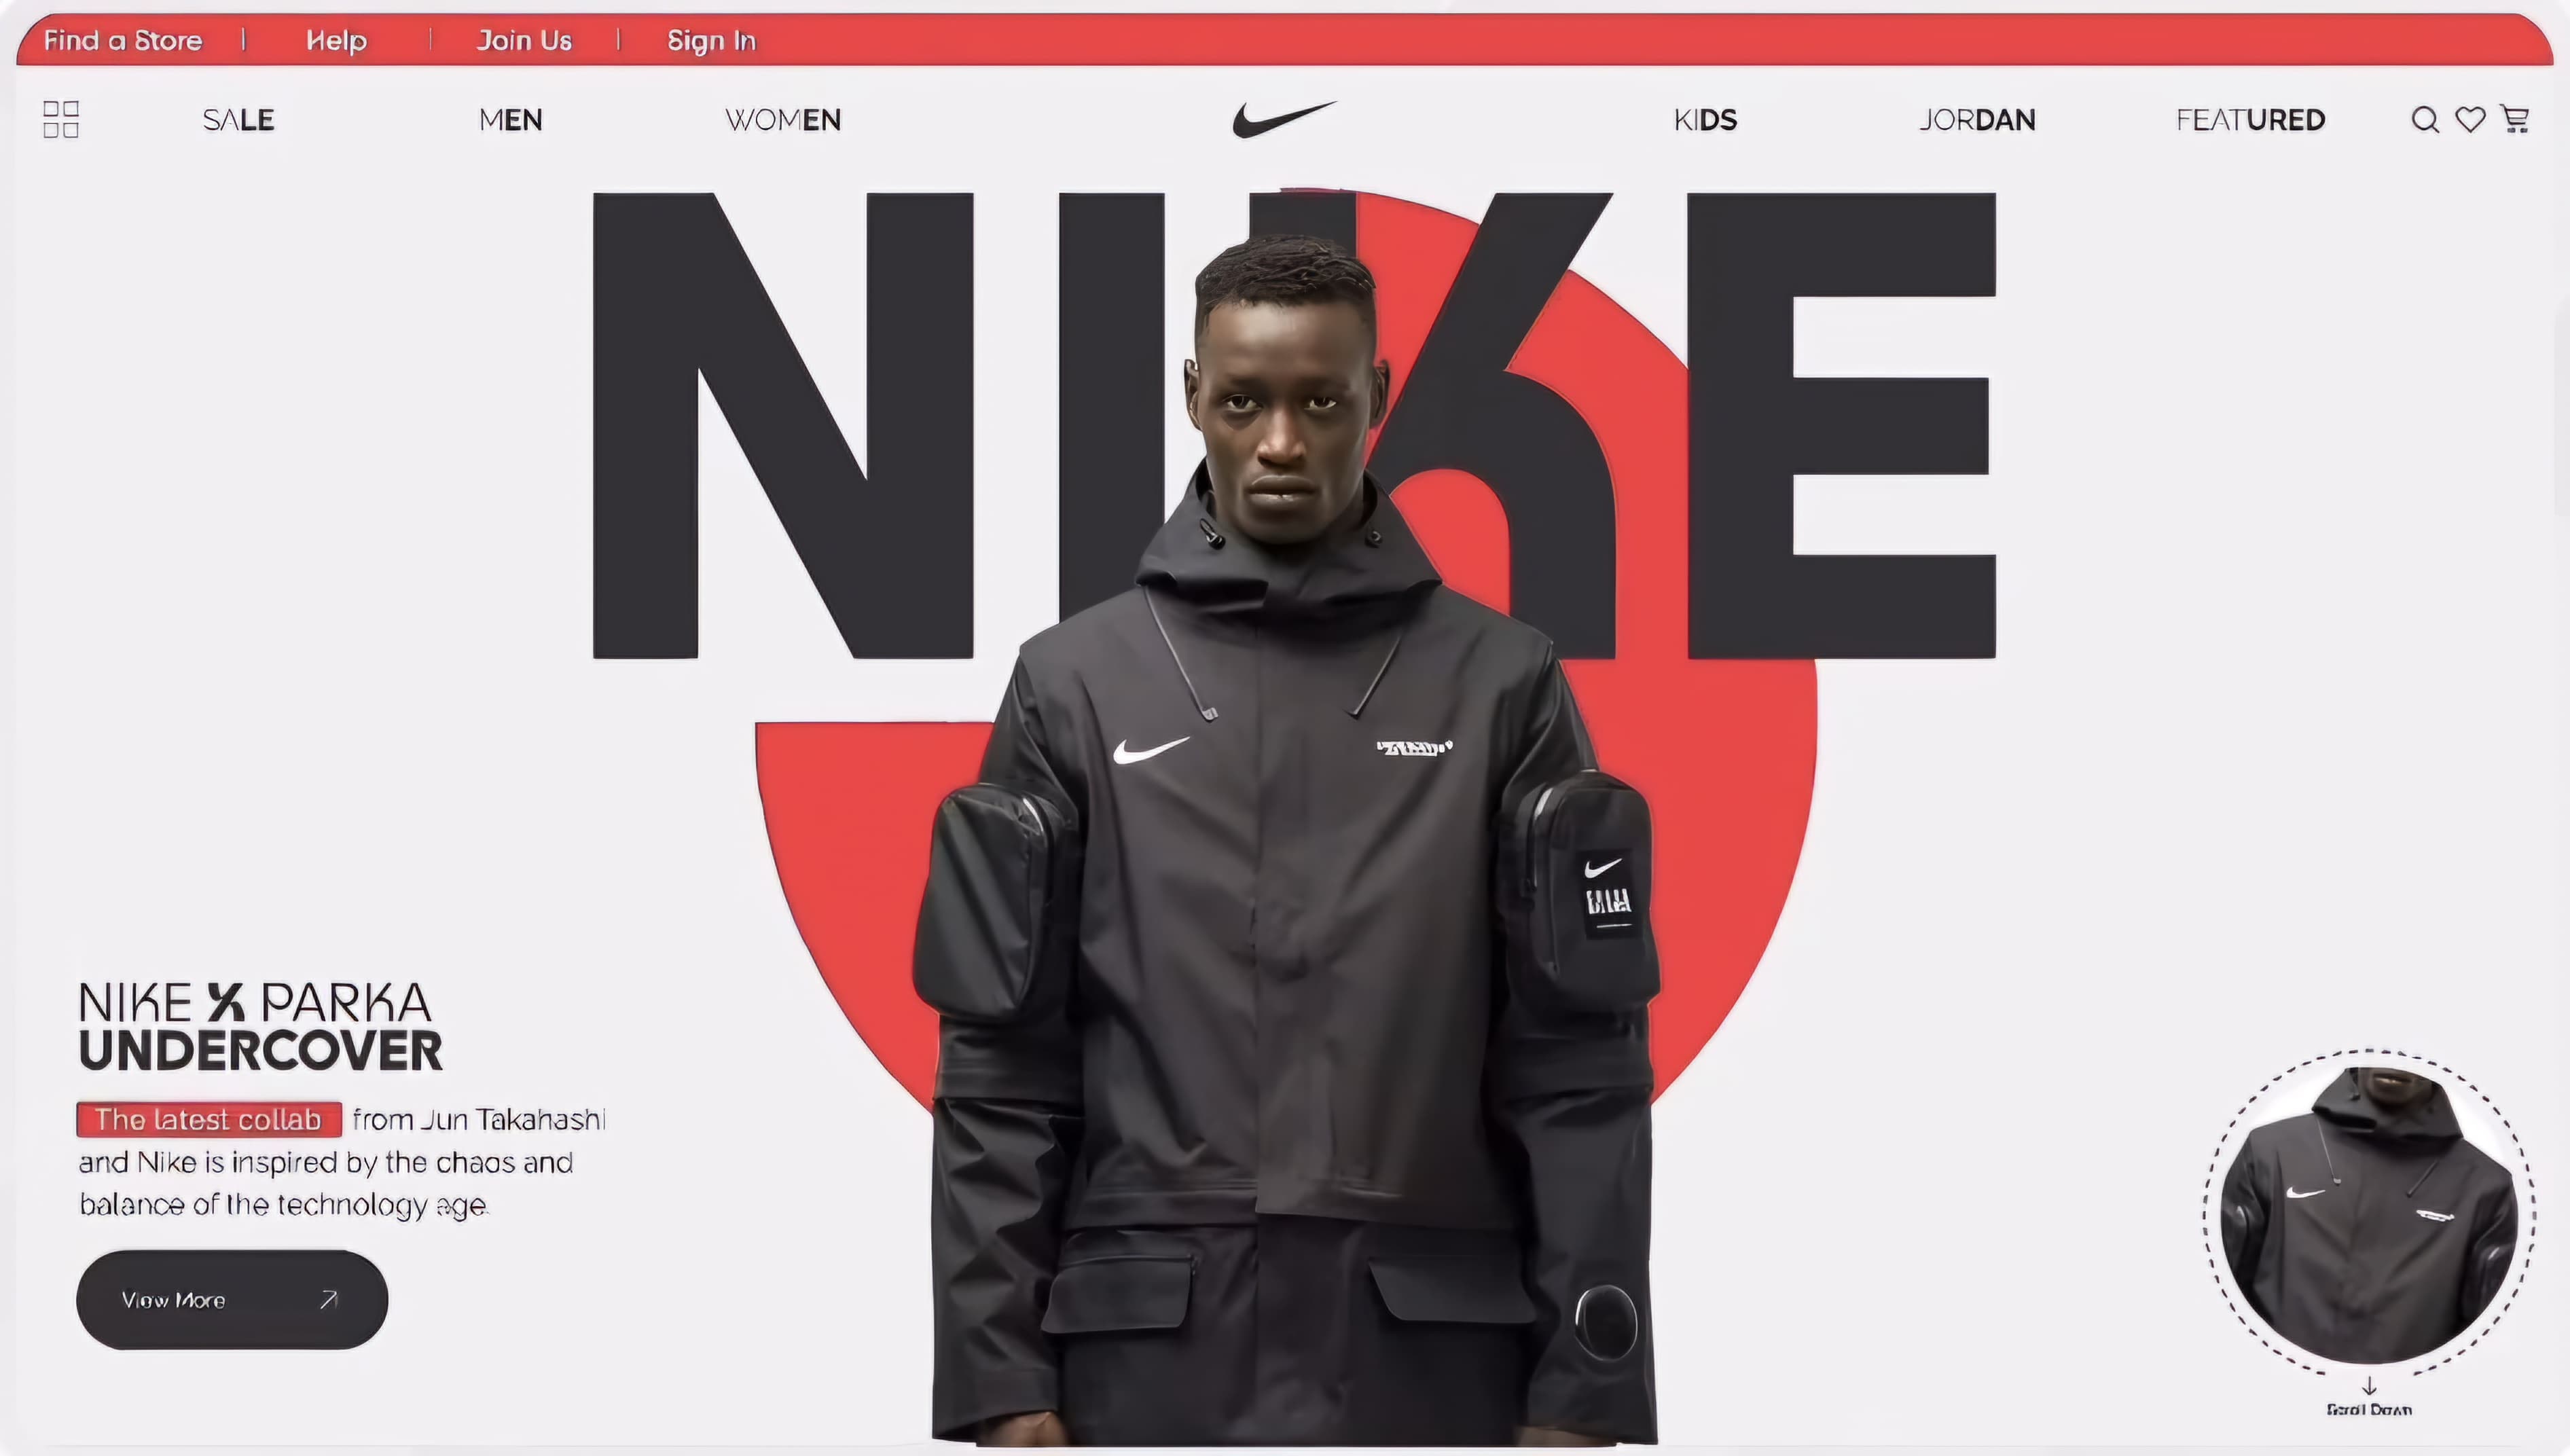 Find a Store | Help | Join Us | Sign In
SALE MEN WOMEN KIDS JORDAN FEATURED
NIKE
NIKE X PARKA
UNDERCOVER
The latest collab from Jun Takahashi
and Nike is inspired by the chaos and
balance of the technology age
View More
Scroll Down